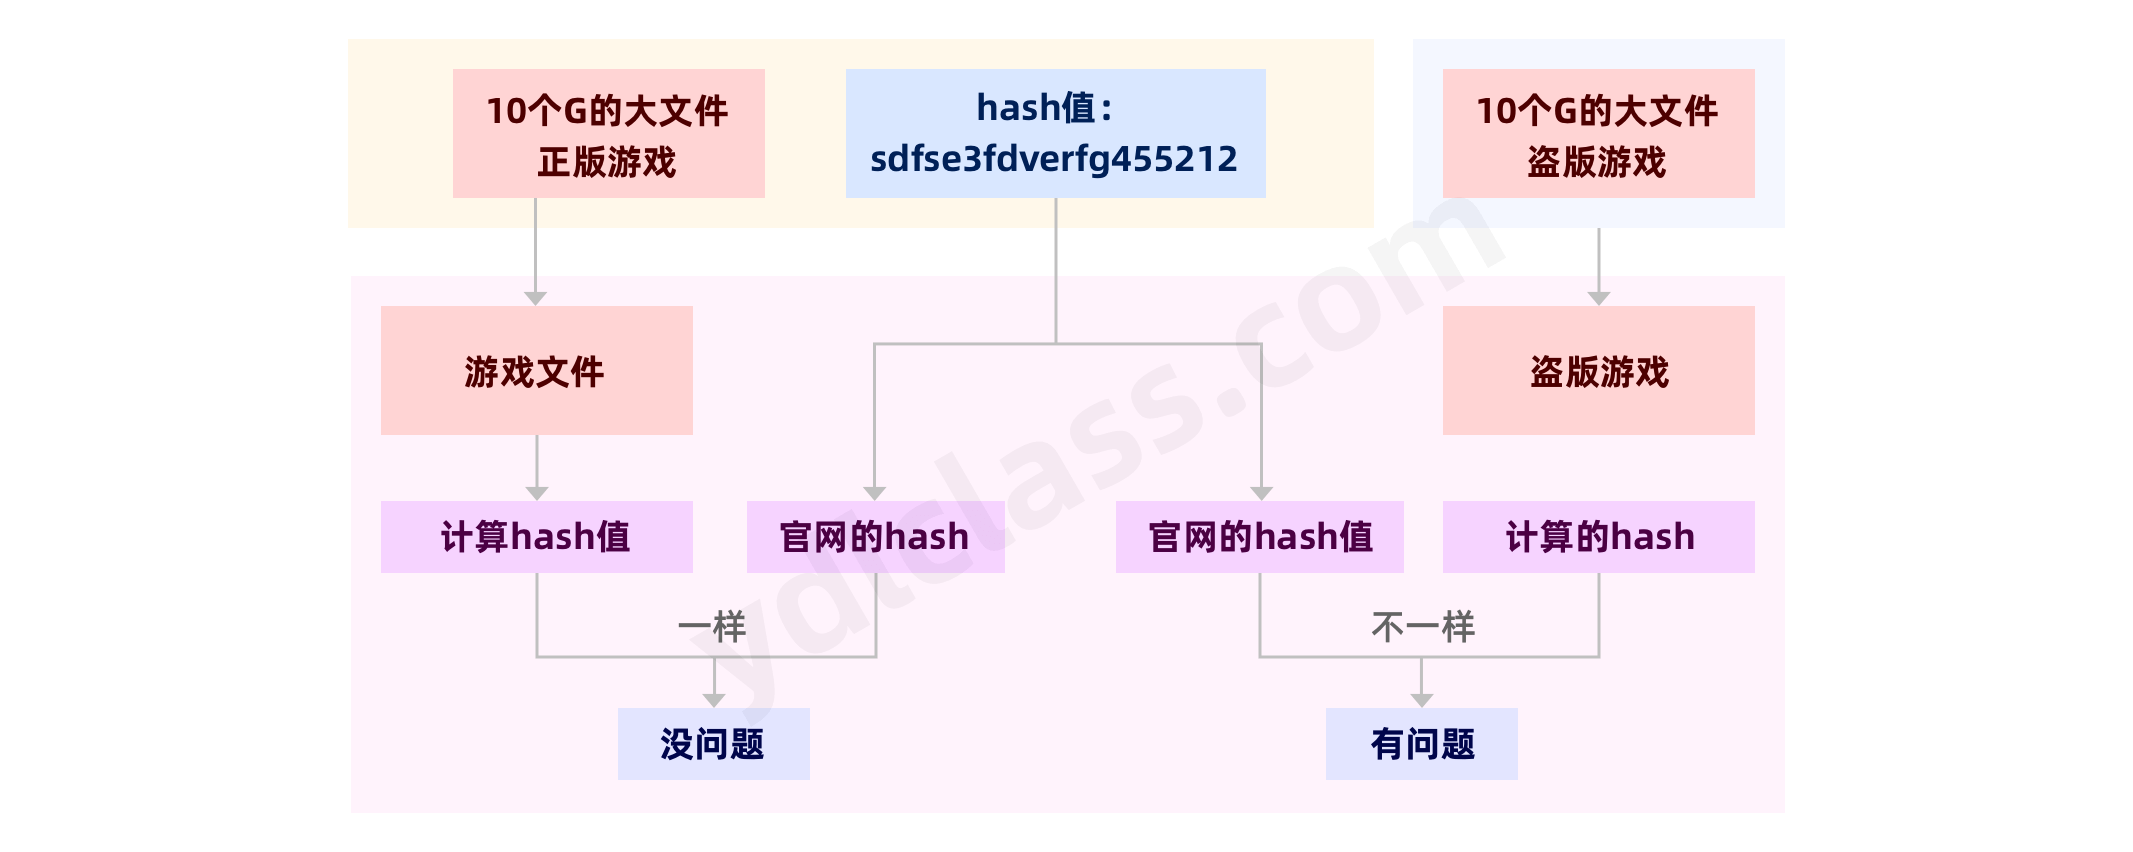 10个G的大文件
正版游戏
hash值：
sdfse3fdverfg455212
10个G的大文件
盗版游戏
游戏文件
盗版游戏
计算hash值
官网的hash
官网的hash值
计算的hash
一样
不一样
没问题
有问题
ydlclass.com